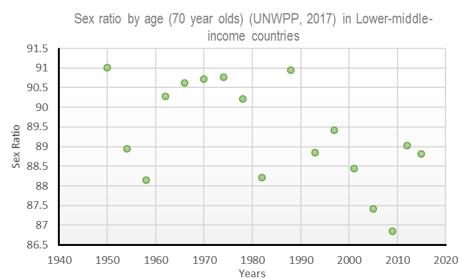 Sex ratio by age (70 year olds) (UNWPP, 2017) in Lower-middle-
income countries
91.5
91
90.5
90
89.5
89
88.5
88
87.5
87
86.5
Sex Ratio
1940 1950 1960 1970 1980 1990 2000 2010 2020
Years